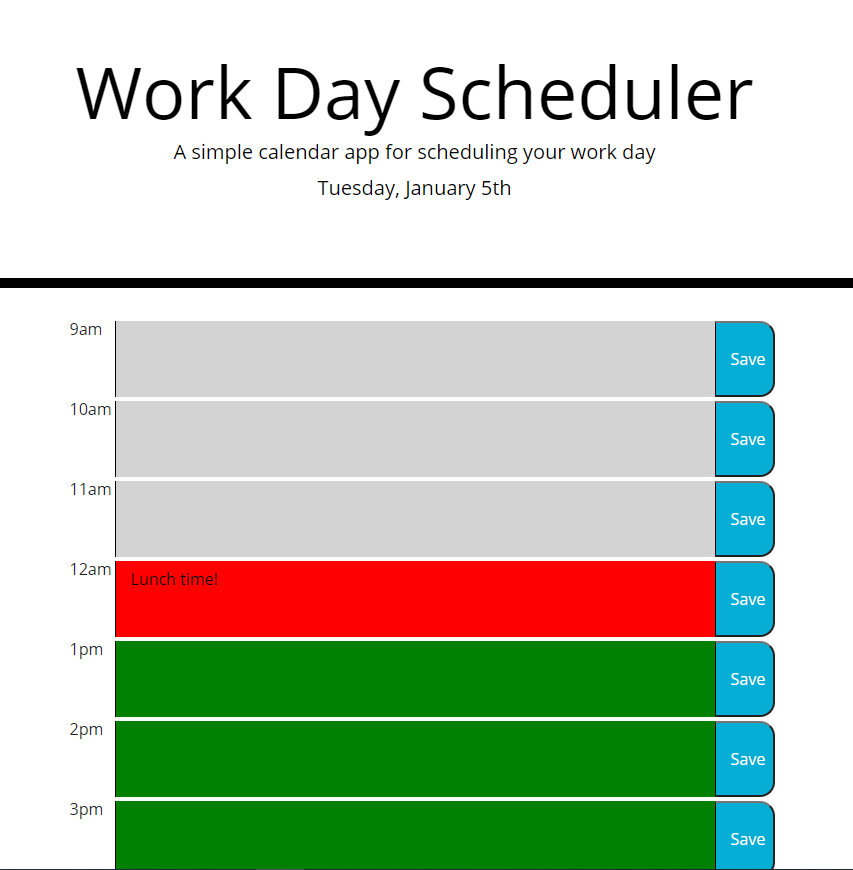 Work Day Scheduler
A simple calendar app for scheduling your work day
Tuesday, January 5th
9am
Save
10am
Save
11am
Save
12am
Lunch time!
Save
1pm
Save
2pm
Save
3pm
Save